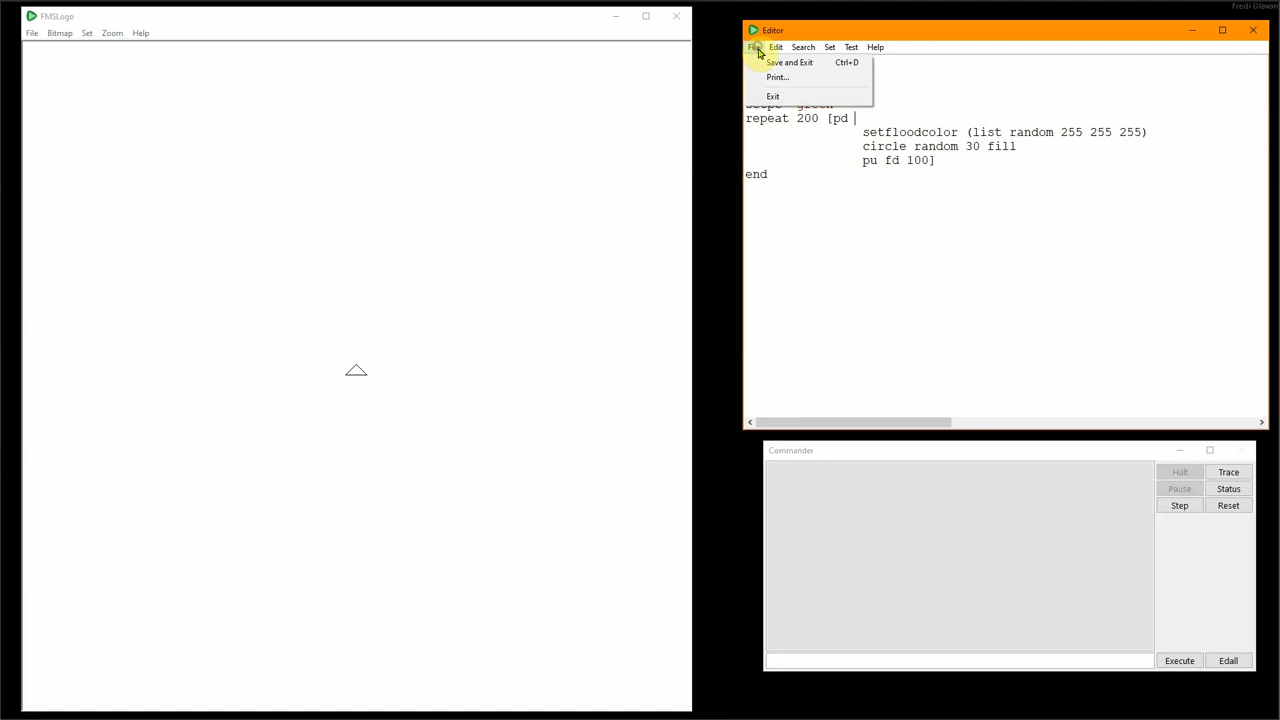 Fredi Glavan
FMSLogo
File Bitmap Set Zoom Help
Editor
File Edit Search Set Test Help
Save and Exit Ctrl+D
Print...
Exit
repeat 200 [pd
setfloodcolor (list random 255 255 255)
circle random 30 fill
pu fd 100]
end
Commander
Halt Trace
Pause Status
Step Reset
Execute Edall